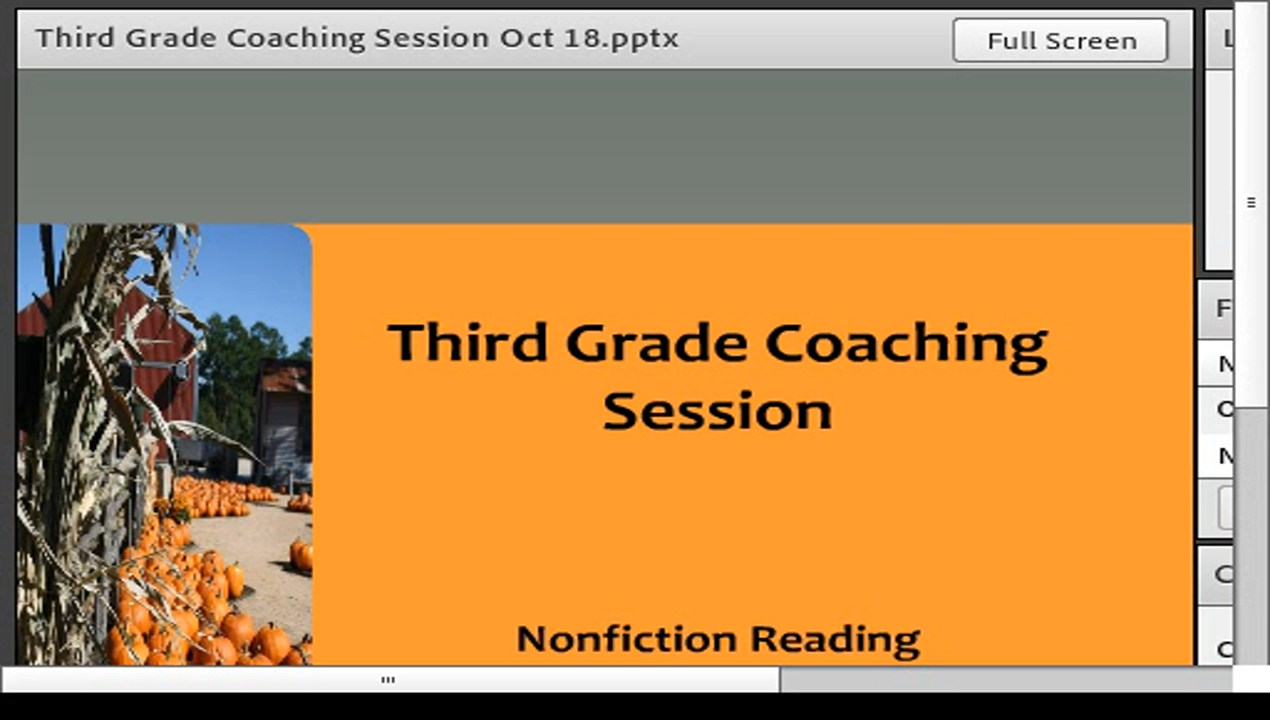 Third Grade Coaching Session Oct 18.pptx
Full Screen
Third Grade Coaching
Session
Nonfiction Reading